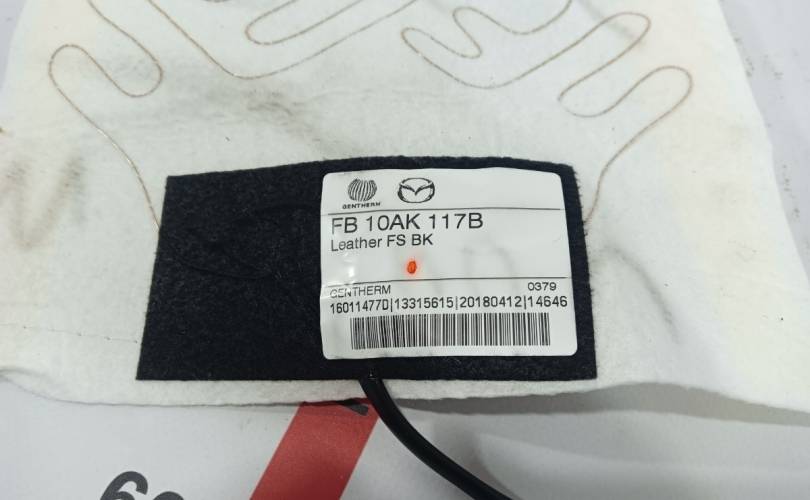 GENTHERM
FB 10AK 117B
Leather FS BK
GENTHERM 0379
16011477D|13315615|20180412|14646